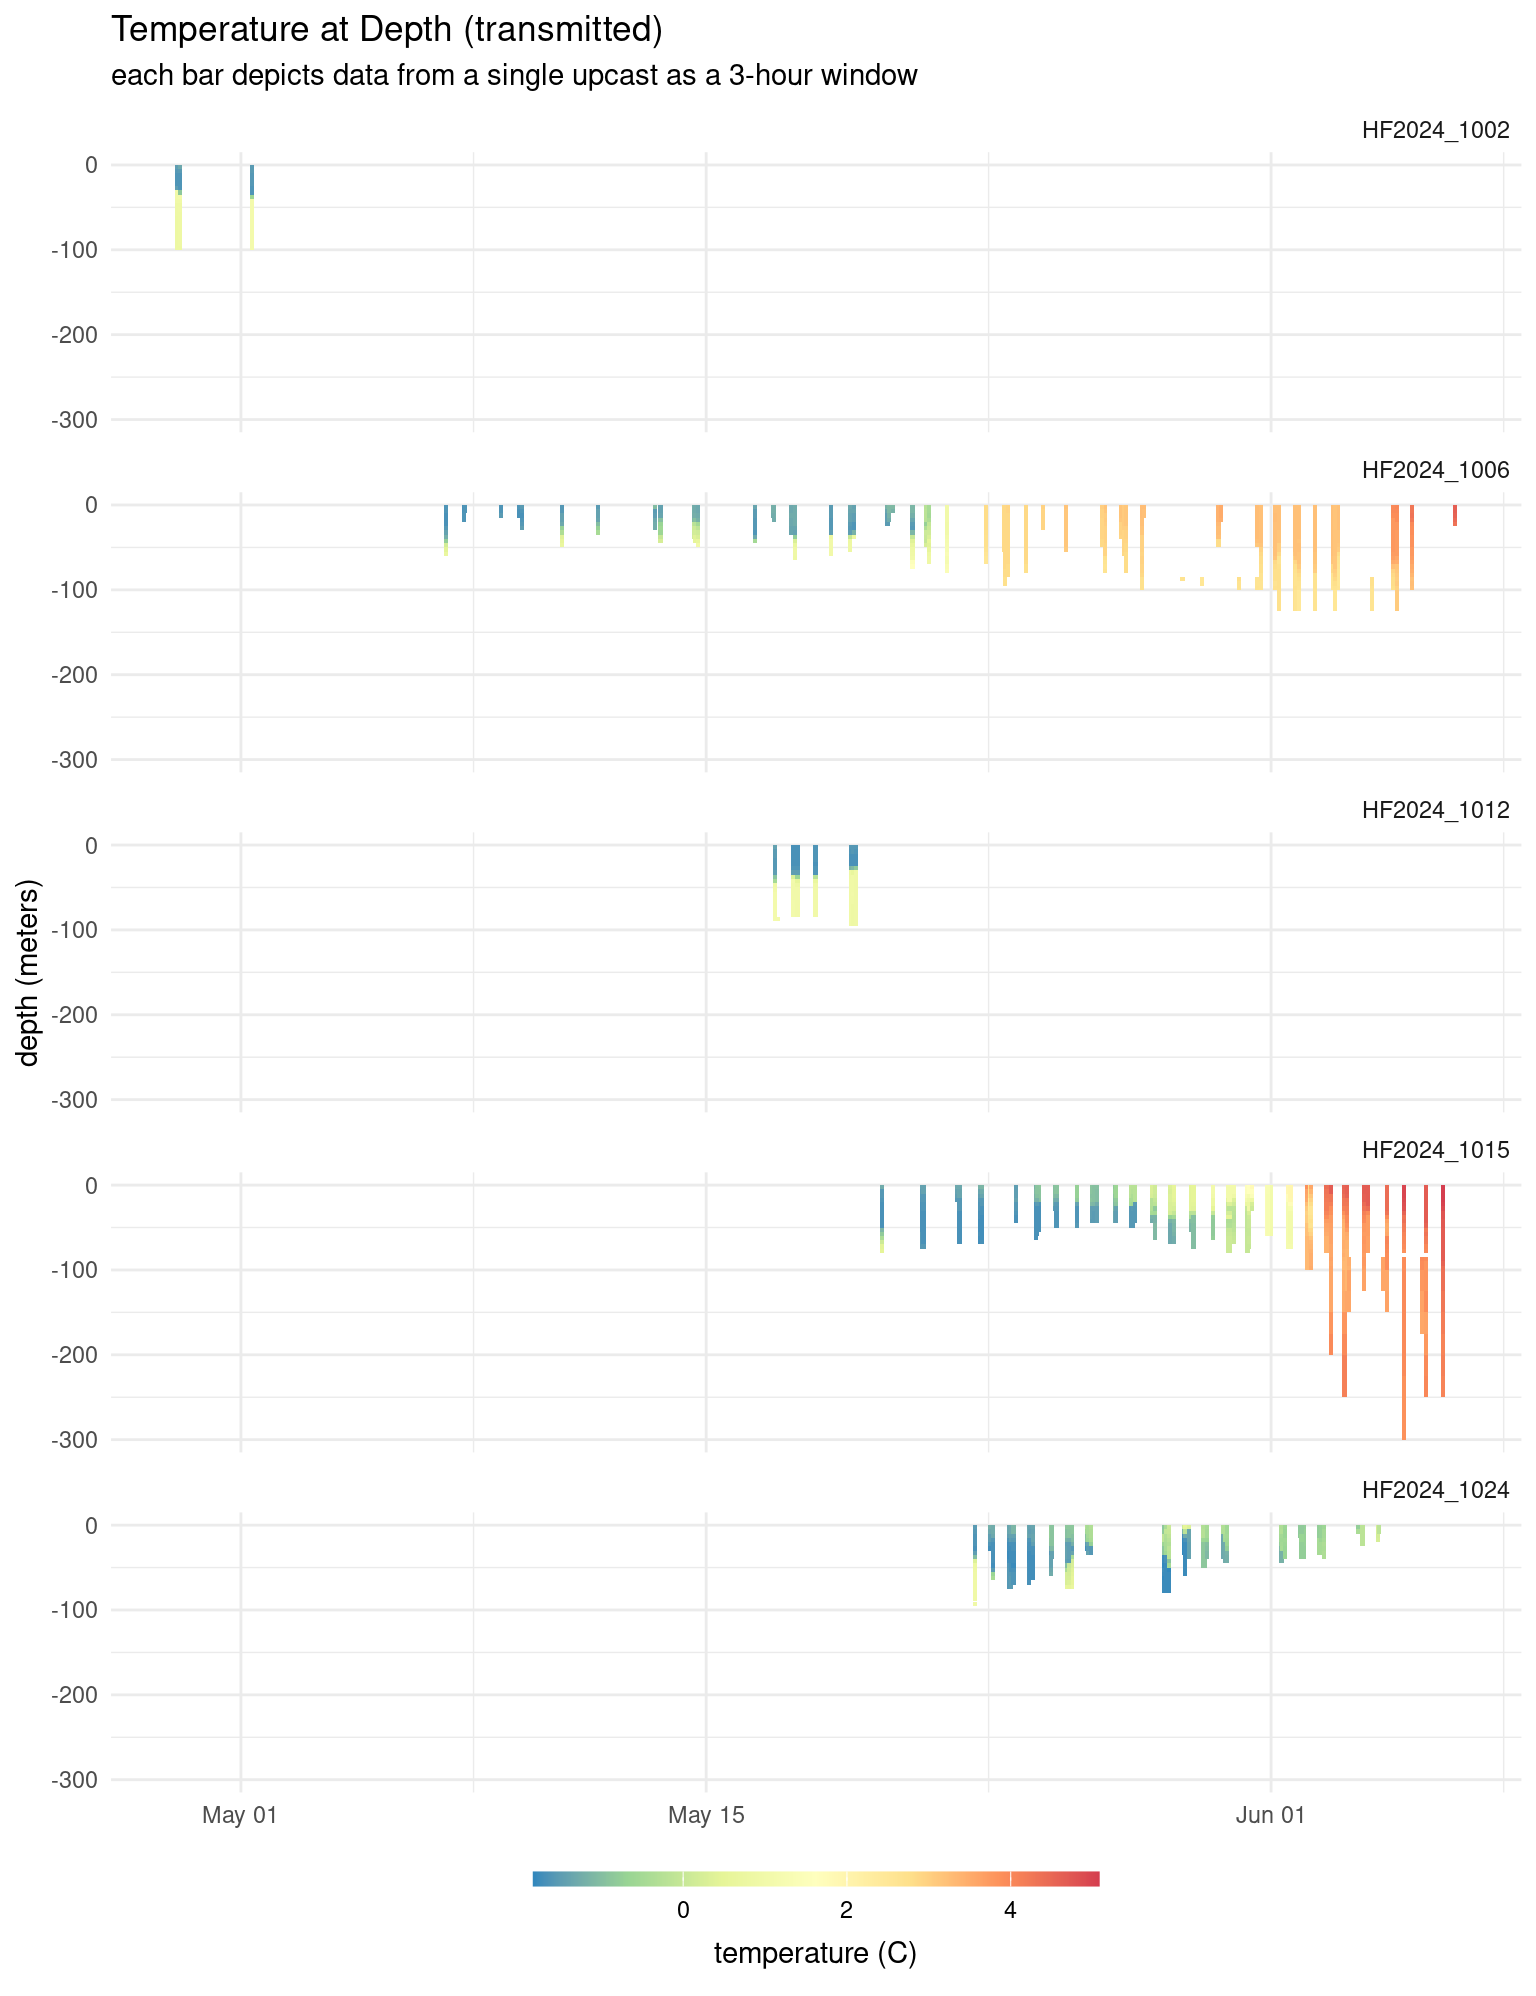 Temperature at Depth (transmitted)
each bar depicts data from a single upcast as a 3-hour window
HF2024_1002
0
-100
-200
-300
HF2024_1006
0
-100
-200
-300
HF2024_1012
0
-100
-200
-300
depth (meters)
HF2024_1015
0
-100
-200
-300
HF2024_1024
0
-100
-200
-300
May 01 May 15 Jun 01
0 2 4
temperature (C)